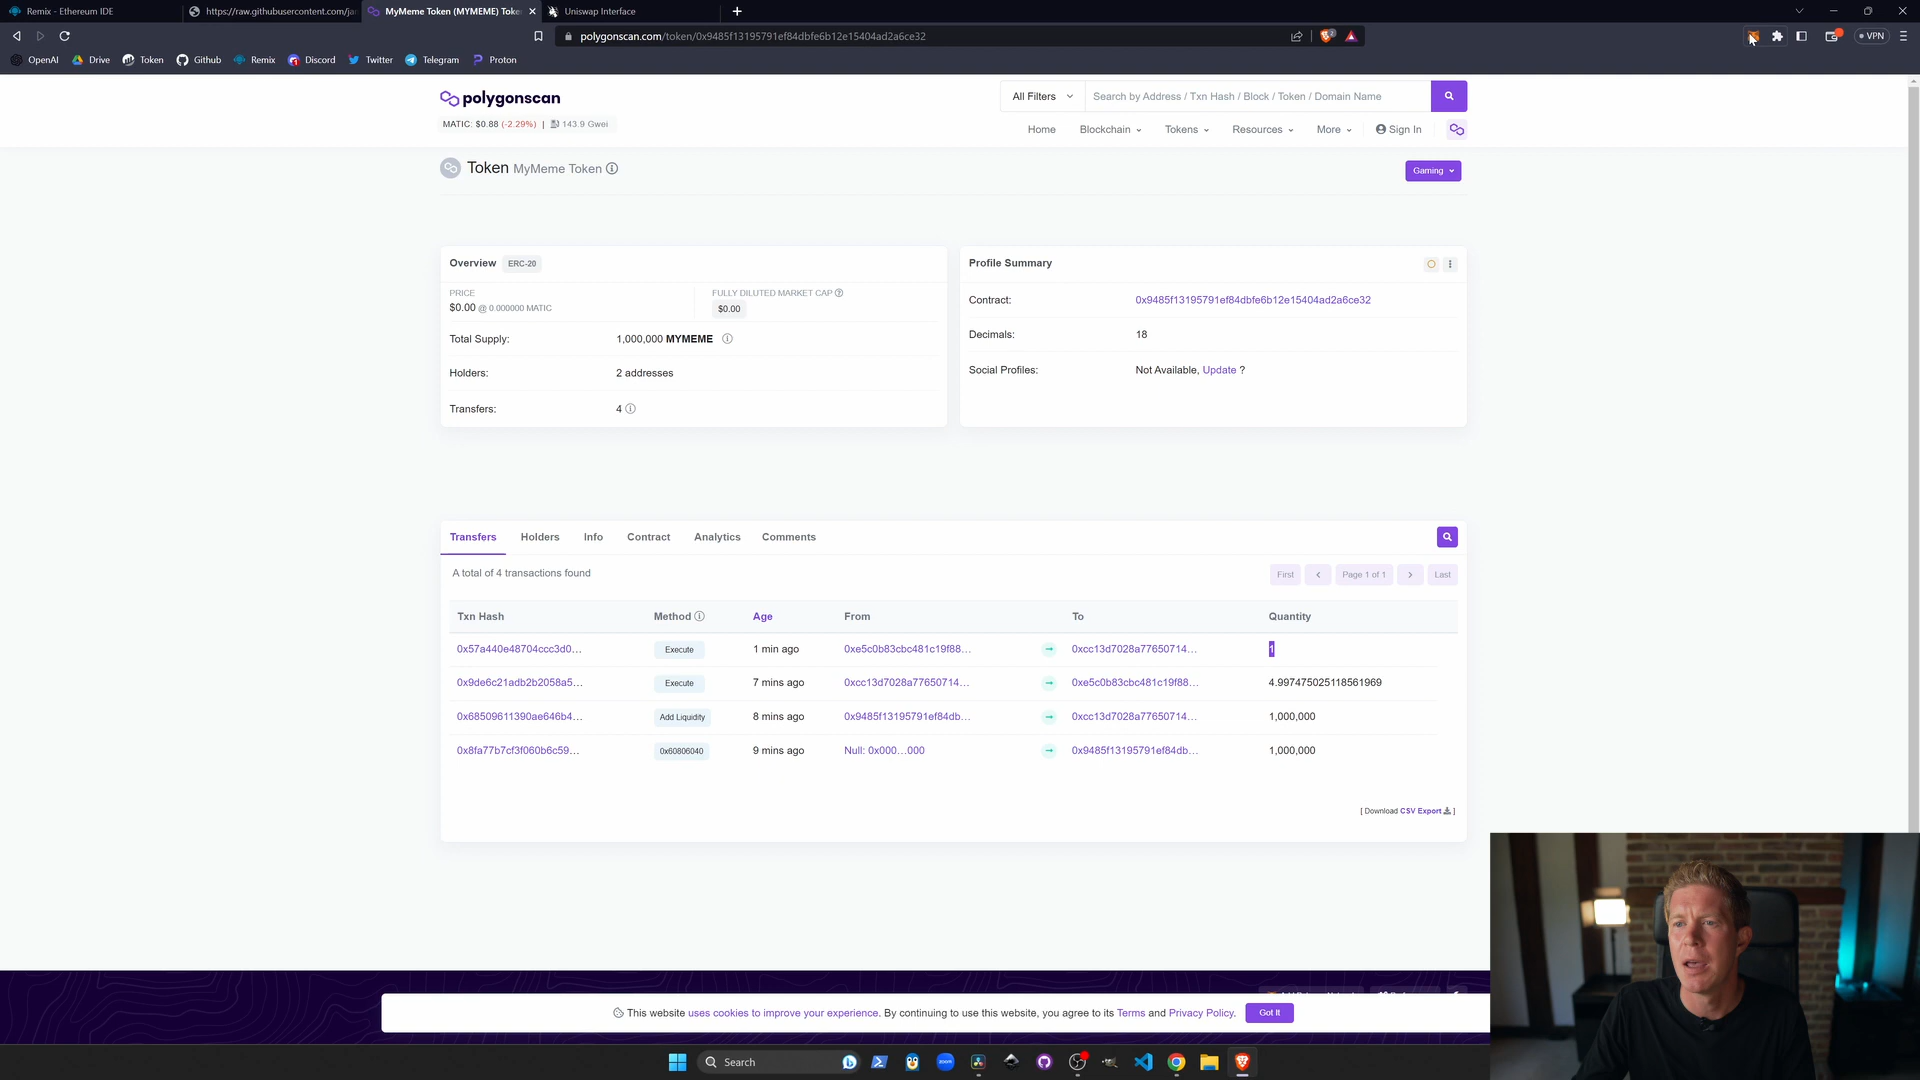 Remix - Ethereum IDE
https://raw.githubusercontent.com/ja
MyMeme Token (MYMEME) Toke
Uniswap Interface
polygonscan.com/token/0x9485f13195791ef84dbfe6b12e15404ad2a6ce32
2
VPN
OpenAI
Drive
Token
Github
Remix
Discord
Twitter
Telegram
Proton
polygonscan
All Filters
Search by Address / Txn Hash / Block / Token / Domain Name
MATIC: $0.88 (-2.29%) | 143.9 Gwei
Home
Blockchain
Tokens
Resources
More
Sign In
Token MyMeme Token
Gaming
Overview ERC-20
PRICE
$0.00 @ 0.000000 MATIC
FULLY DILUTED MARKET CAP
$0.00
Total Supply: 1,000,000 MYMEME
Holders: 2 addresses
Transfers: 4
Profile Summary
Contract: 0x9485f13195791ef84dbfe6b12e15404ad2a6ce32
Decimals: 18
Social Profiles: Not Available, Update ?
Transfers Holders Info Contract Analytics Comments
A total of 4 transactions found
First Page 1 of 1 Last
Txn Hash Method Age From To Quantity
0x57a440e48704ccc3d0... Execute 1 min ago 0xe5c0b83cbc481c19f88... 0xcc13d7028a77650714... 1
0x9de6c21adb2b2058a5... Execute 7 mins ago 0xcc13d7028a77650714... 0xe5c0b83cbc481c19f88... 4.997475025118561969
0x68509611390ae646b4... Add Liquidity 8 mins ago 0x9485f13195791ef84db... 0xcc13d7028a77650714... 1,000,000
0x8fa77b7cf3f060b6c59... 0x60806040 9 mins ago Null: 0x000...000 0x9485f13195791ef84db... 1,000,000
[ Download CSV Export ]
This website uses cookies to improve your experience. By continuing to use this website, you agree to its Terms and Privacy Policy.
Got It
Search
zoom